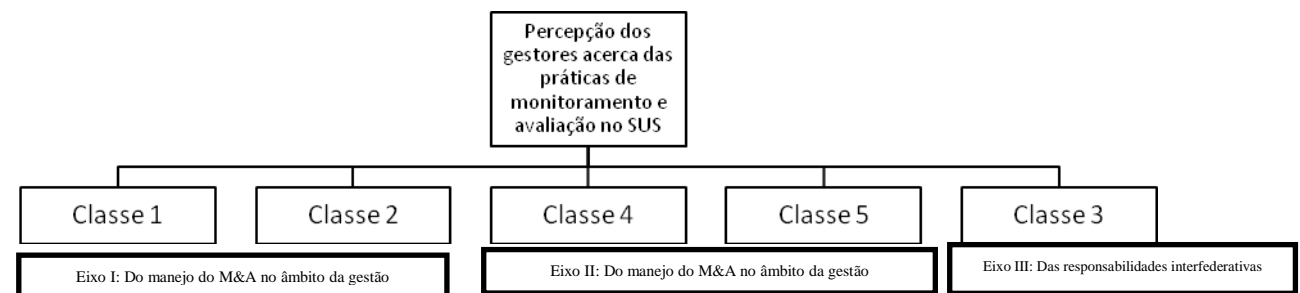 Percepção dos
gestores acerca das
práticas de
monitoramento e
avaliação no SUS
Classe 1
Classe 2
Classe 4
Classe 5
Classe 3
Eixo I: Do manejo do M&A no âmbito da gestão
Eixo II: Do manejo do M&A no âmbito da gestão
Eixo III: Das responsabilidades interfederativas